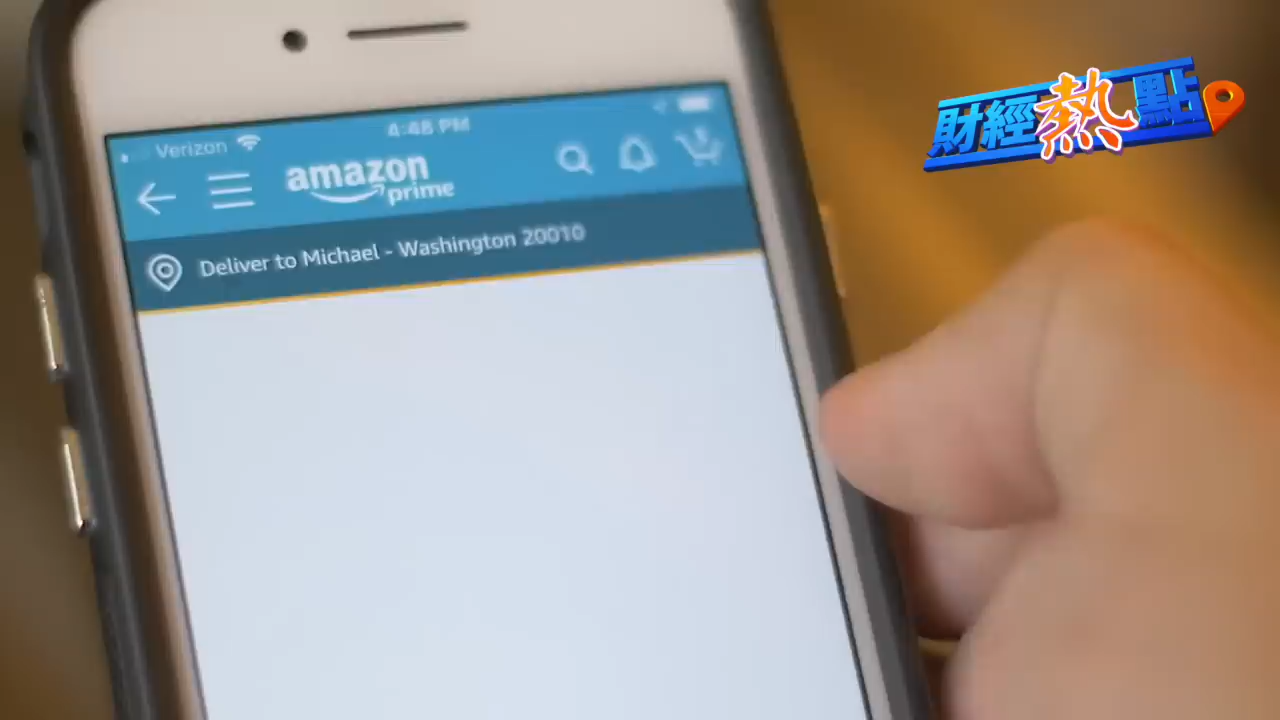 財經熱點
Verizon
4:48 PM
amazon
prime
Deliver to Michael - Washington 20010